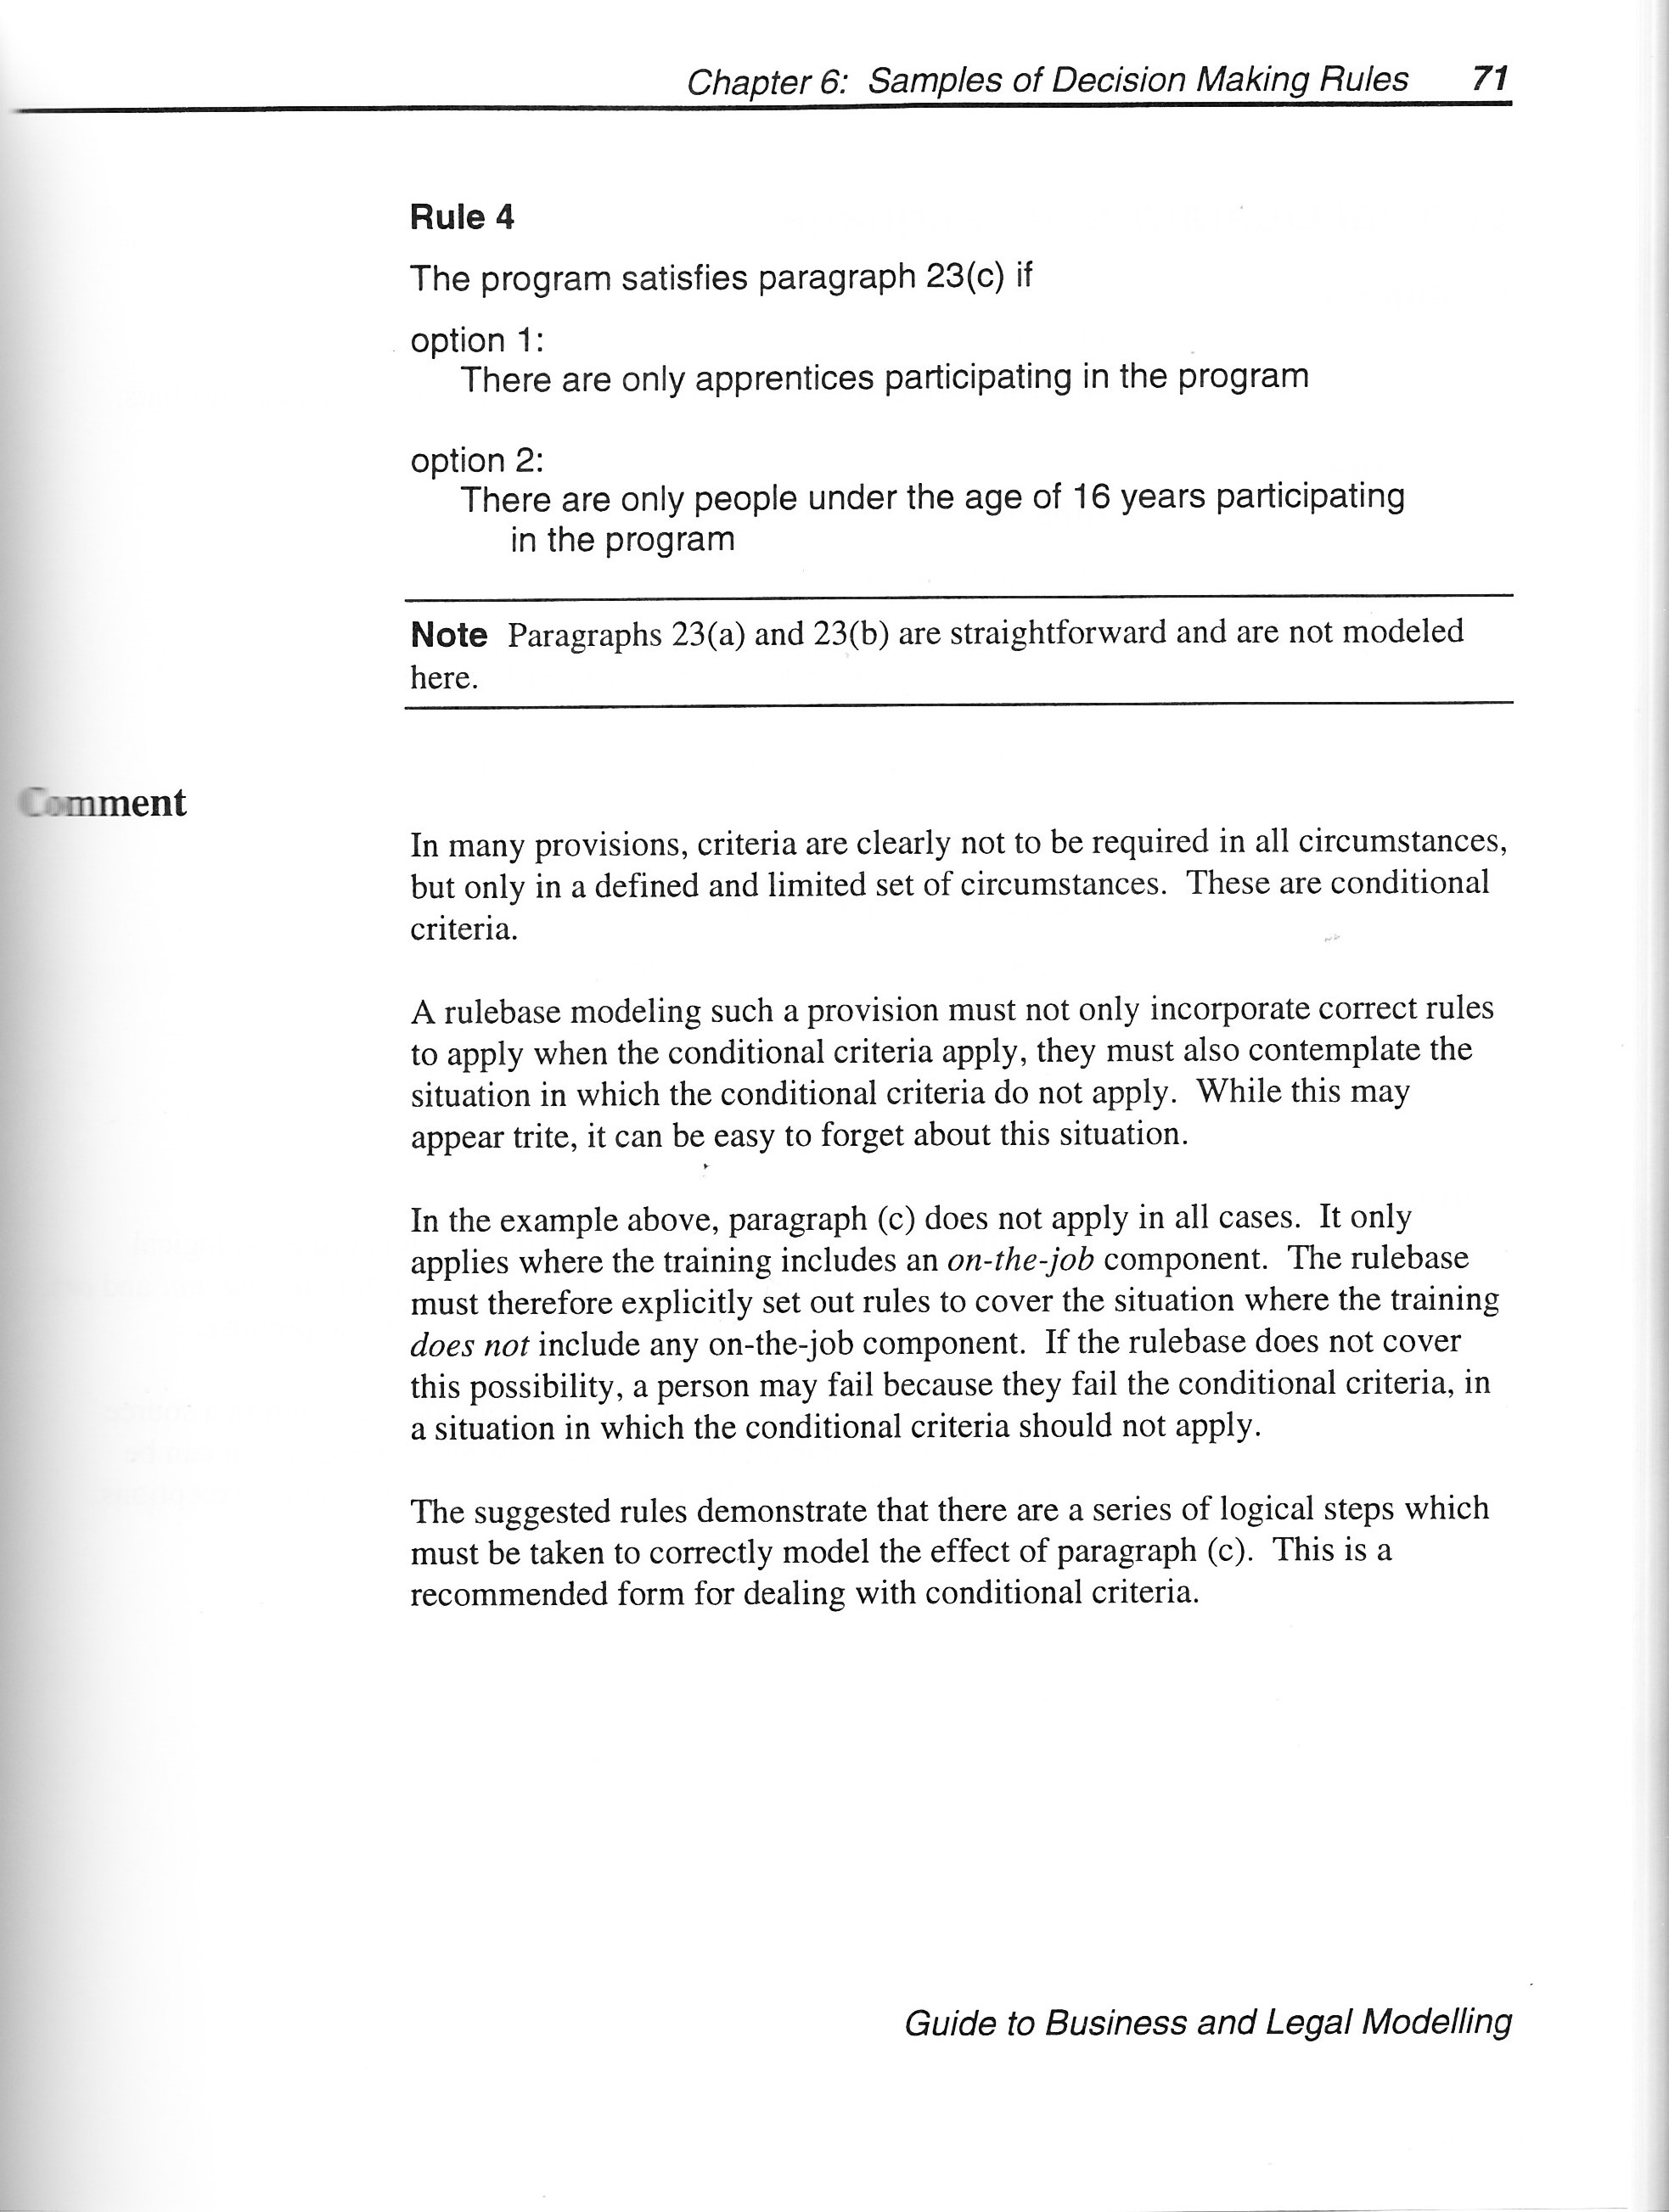 Chapter 6: Samples of Decision Making Rules 71
Rule 4
The program satisfies paragraph 23(c) if
option 1:
There are only apprentices participating in the program
option 2:
There are only people under the age of 16 years participating
in the program
Note Paragraphs 23(a) and 23(b) are straightforward and are not modeled
here.
Comment
In many provisions, criteria are clearly not to be required in all circumstances,
but only in a defined and limited set of circumstances. These are conditional
criteria.
A rulebase modeling such a provision must not only incorporate correct rules
to apply when the conditional criteria apply, they must also contemplate the
situation in which the conditional criteria do not apply. While this may
appear trite, it can be easy to forget about this situation.
In the example above, paragraph (c) does not apply in all cases. It only
applies where the training includes an on-the-job component. The rulebase
must therefore explicitly set out rules to cover the situation where the training
does not include any on-the-job component. If the rulebase does not cover
this possibility, a person may fail because they fail the conditional criteria, in
a situation in which the conditional criteria should not apply.
The suggested rules demonstrate that there are a series of logical steps which
must be taken to correctly model the effect of paragraph (c). This is a
recommended form for dealing with conditional criteria.
Guide to Business and Legal Modelling